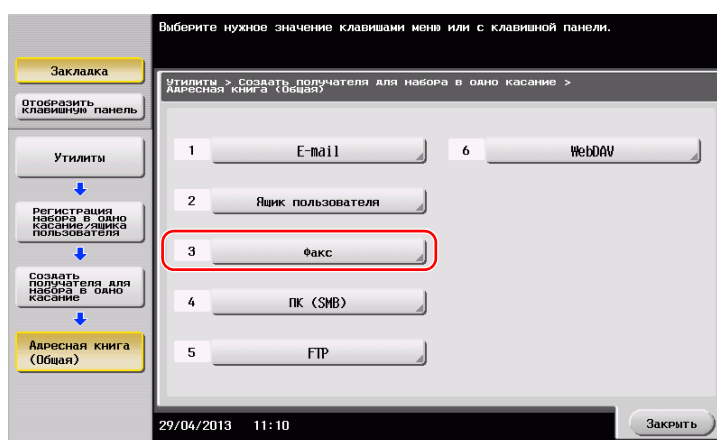 Выберите нужное значение клавишами меню или с клавишной панели.
Закладка
Отобразить
клавишную панель
Утилиты
Регистрация
набора в одно
касание/ящика
пользователя
Создать
получателя для
набора в одно
касание
Адресная книга
(Общая)
Утилиты > Создать получателя для набора в одно касание >
Адресная книга (Общая)
1 E-mail
6 WebDAV
2 Ящик пользователя
3 Факс
4 ПК (SMB)
5 FTP
29/04/2013 11:10
Закрыть